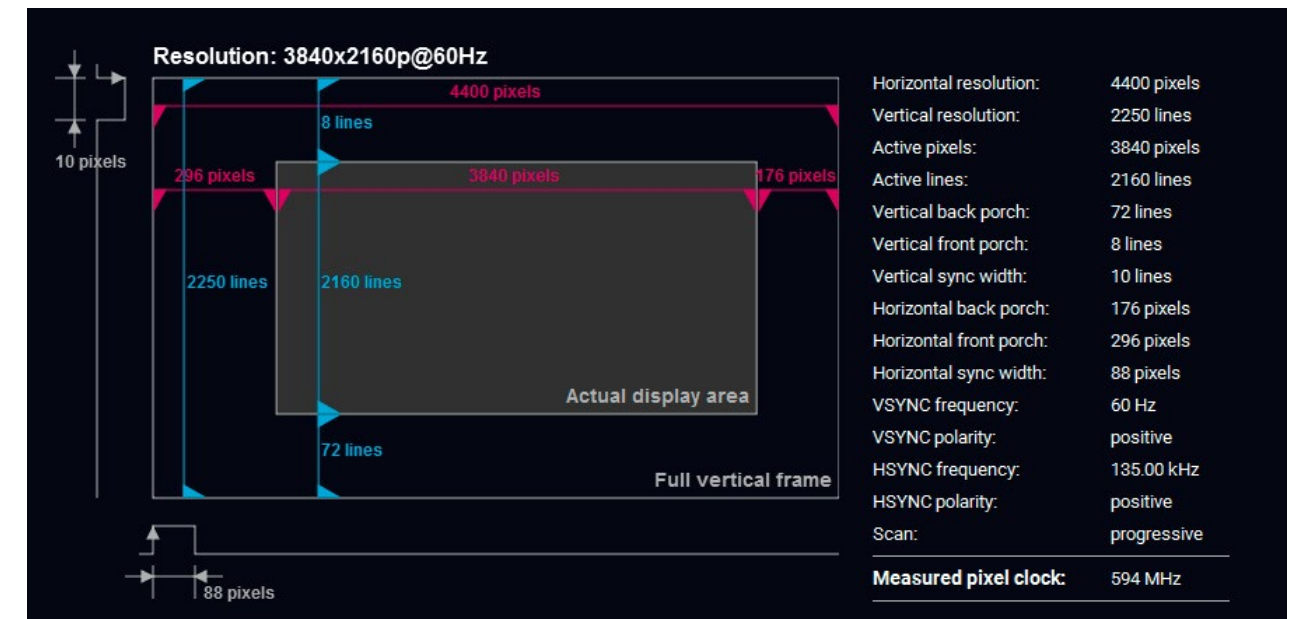 Resolution: 3840x2160p@60Hz
4400 pixels
8 lines
10 pixels
296 pixels
3840 pixels
176 pixels
2250 lines
2160 lines
Actual display area
72 lines
Full vertical frame
88 pixels
Horizontal resolution: 4400 pixels
Vertical resolution: 2250 lines
Active pixels: 3840 pixels
Active lines: 2160 lines
Vertical back porch: 72 lines
Vertical front porch: 8 lines
Vertical sync width: 10 lines
Horizontal back porch: 176 pixels
Horizontal front porch: 296 pixels
Horizontal sync width: 88 pixels
VSYNC frequency: 60 Hz
VSYNC polarity: positive
HSYNC frequency: 135.00 kHz
HSYNC polarity: positive
Scan: progressive
Measured pixel clock: 594 MHz